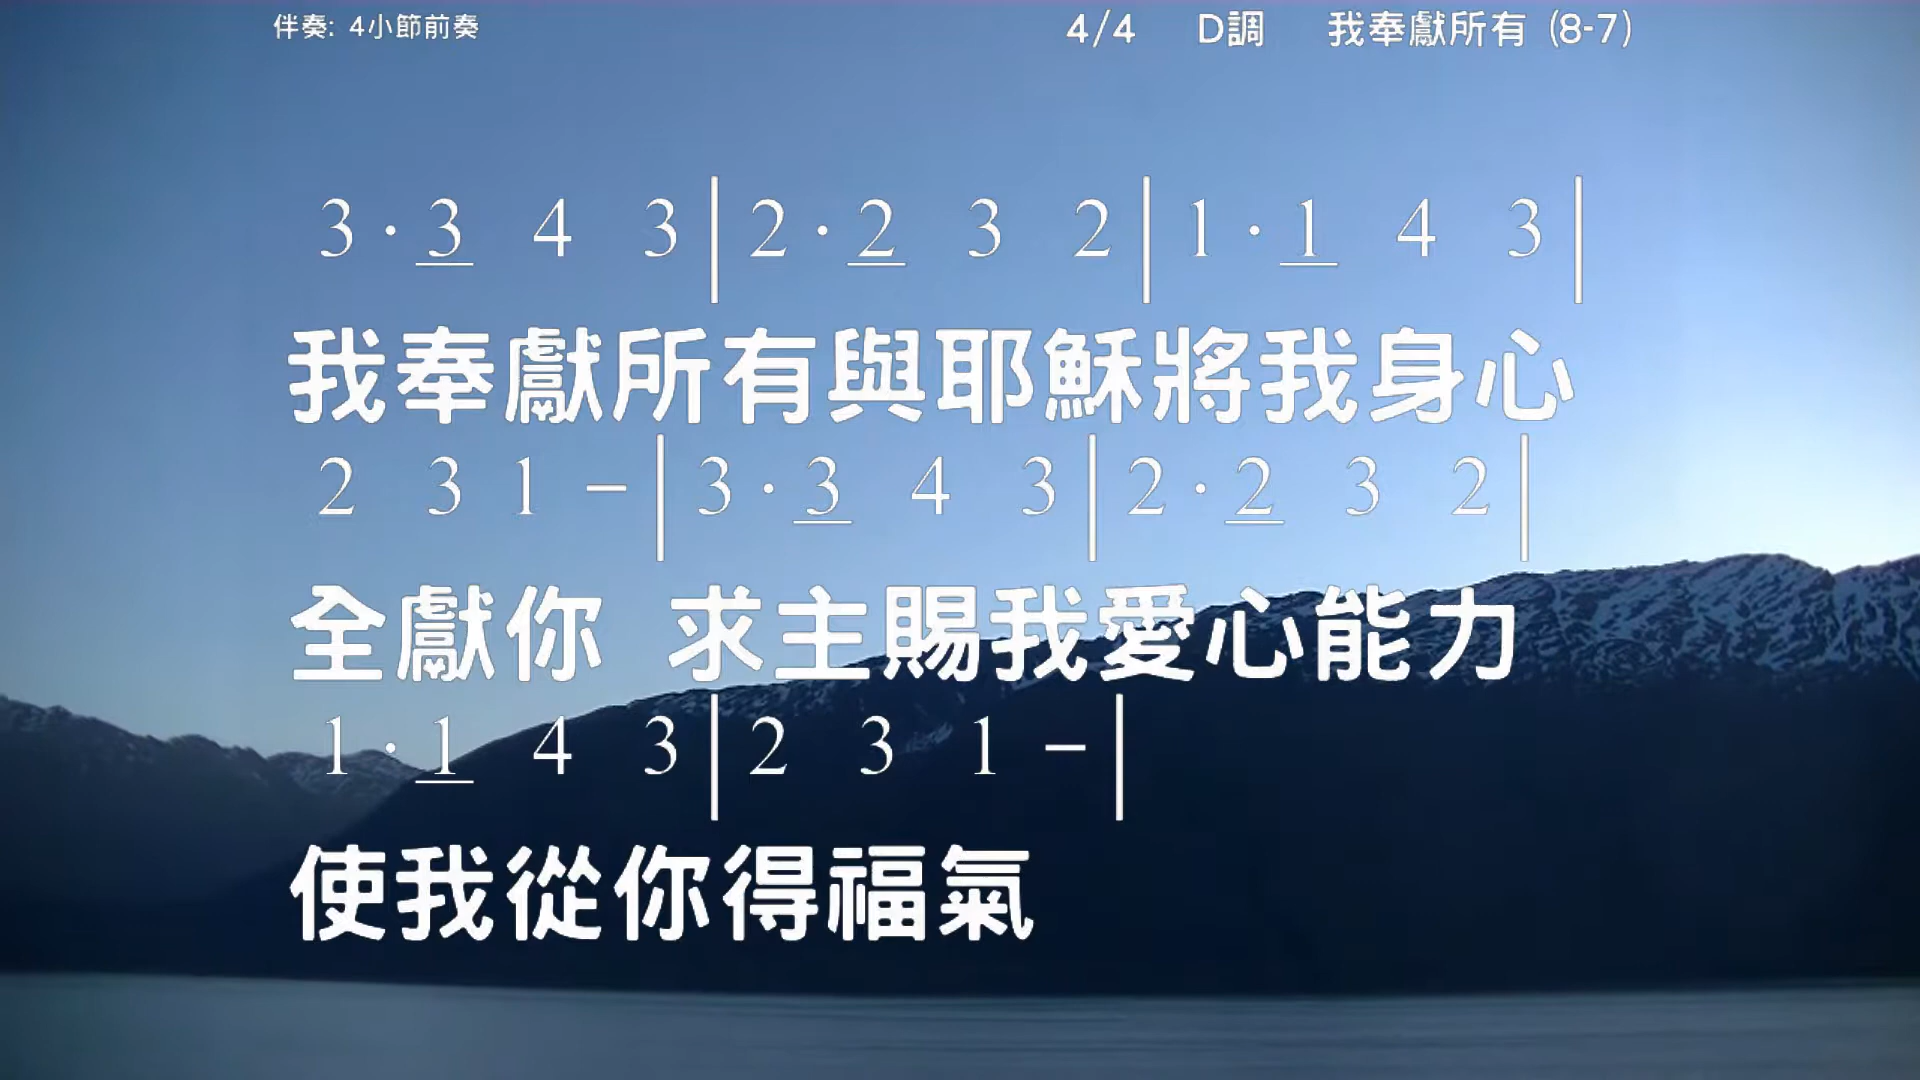 伴奏: 4小節前奏 4/4 D調 我奉獻所有 (8-7)
3 · 3 4 3 | 2 · 2 3 2 | 1 · 1 4 3 |
我奉獻所有與耶穌將我身心
2 3 1 – | 3 · 3 4 3 | 2 · 2 3 2 |
全獻你 求主賜我愛心能力
1 · 1 4 3 | 2 3 1 – |
使我從你得福氣